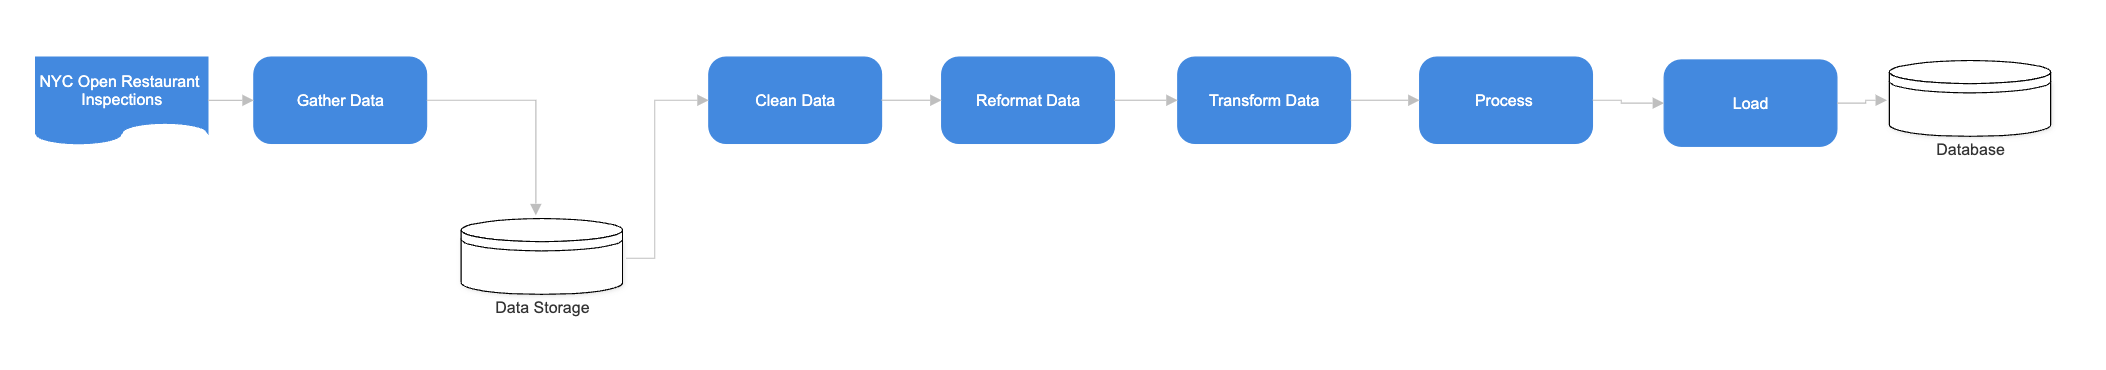 NYC Open Restaurant
Inspections
Gather Data
Data Storage
Clean Data
Reformat Data
Transform Data
Process
Load
Database